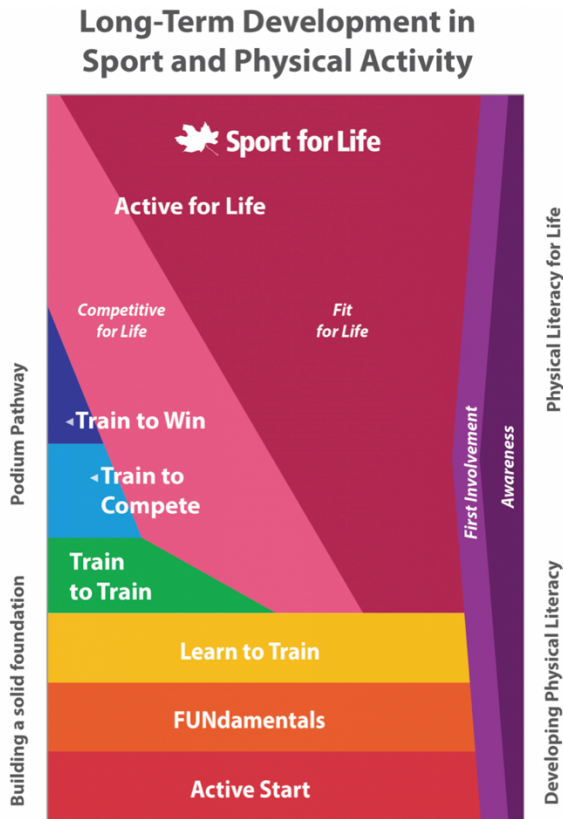 Long-Term Development in
Sport and Physical Activity
Sport for Life
Active for Life
Competitive
for Life
Fit
for Life
Train to Win
Train to
Compete
Train
to Train
Learn to Train
FUNdamentals
Active Start
Podium Pathway
Building a solid foundation
First Involvement
Awareness
Physical Literacy for Life
Developing Physical Literacy